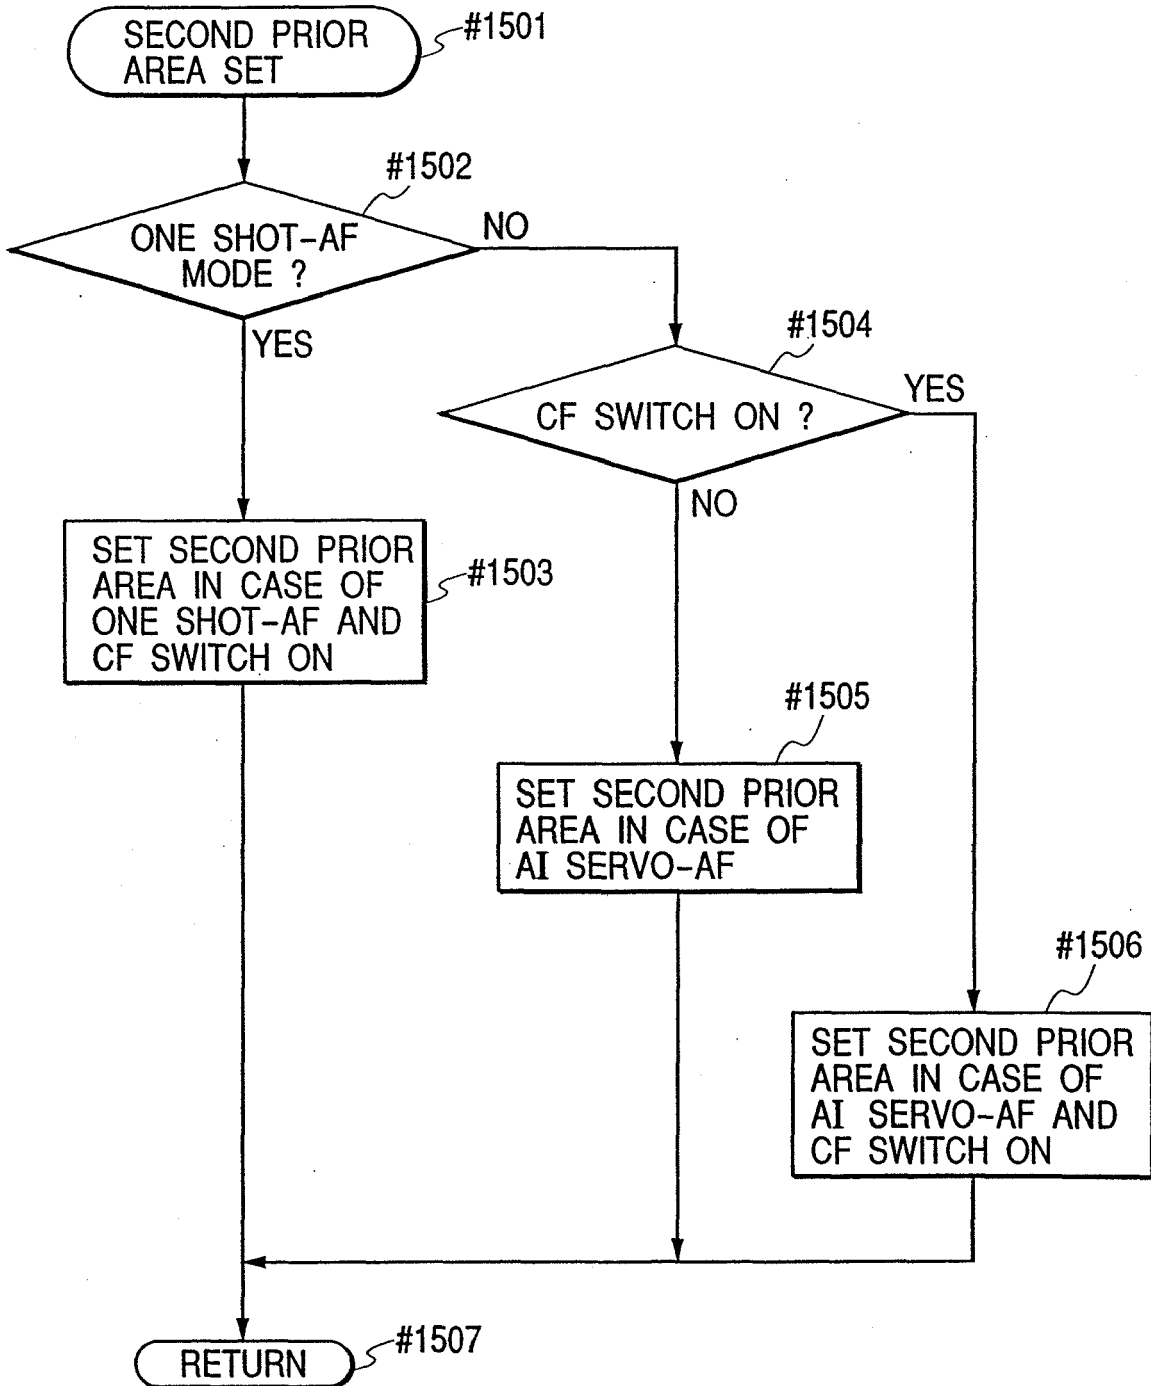 SECOND PRIOR
AREA SET
#1501
#1502
ONE SHOT-AF
MODE ?
NO
YES
#1504
CF SWITCH ON ?
YES
NO
SET SECOND PRIOR
AREA IN CASE OF
ONE SHOT-AF AND
CF SWITCH ON
#1503
#1505
SET SECOND PRIOR
AREA IN CASE OF
AI SERVO-AF
#1506
SET SECOND PRIOR
AREA IN CASE OF
AI SERVO-AF AND
CF SWITCH ON
RETURN
#1507